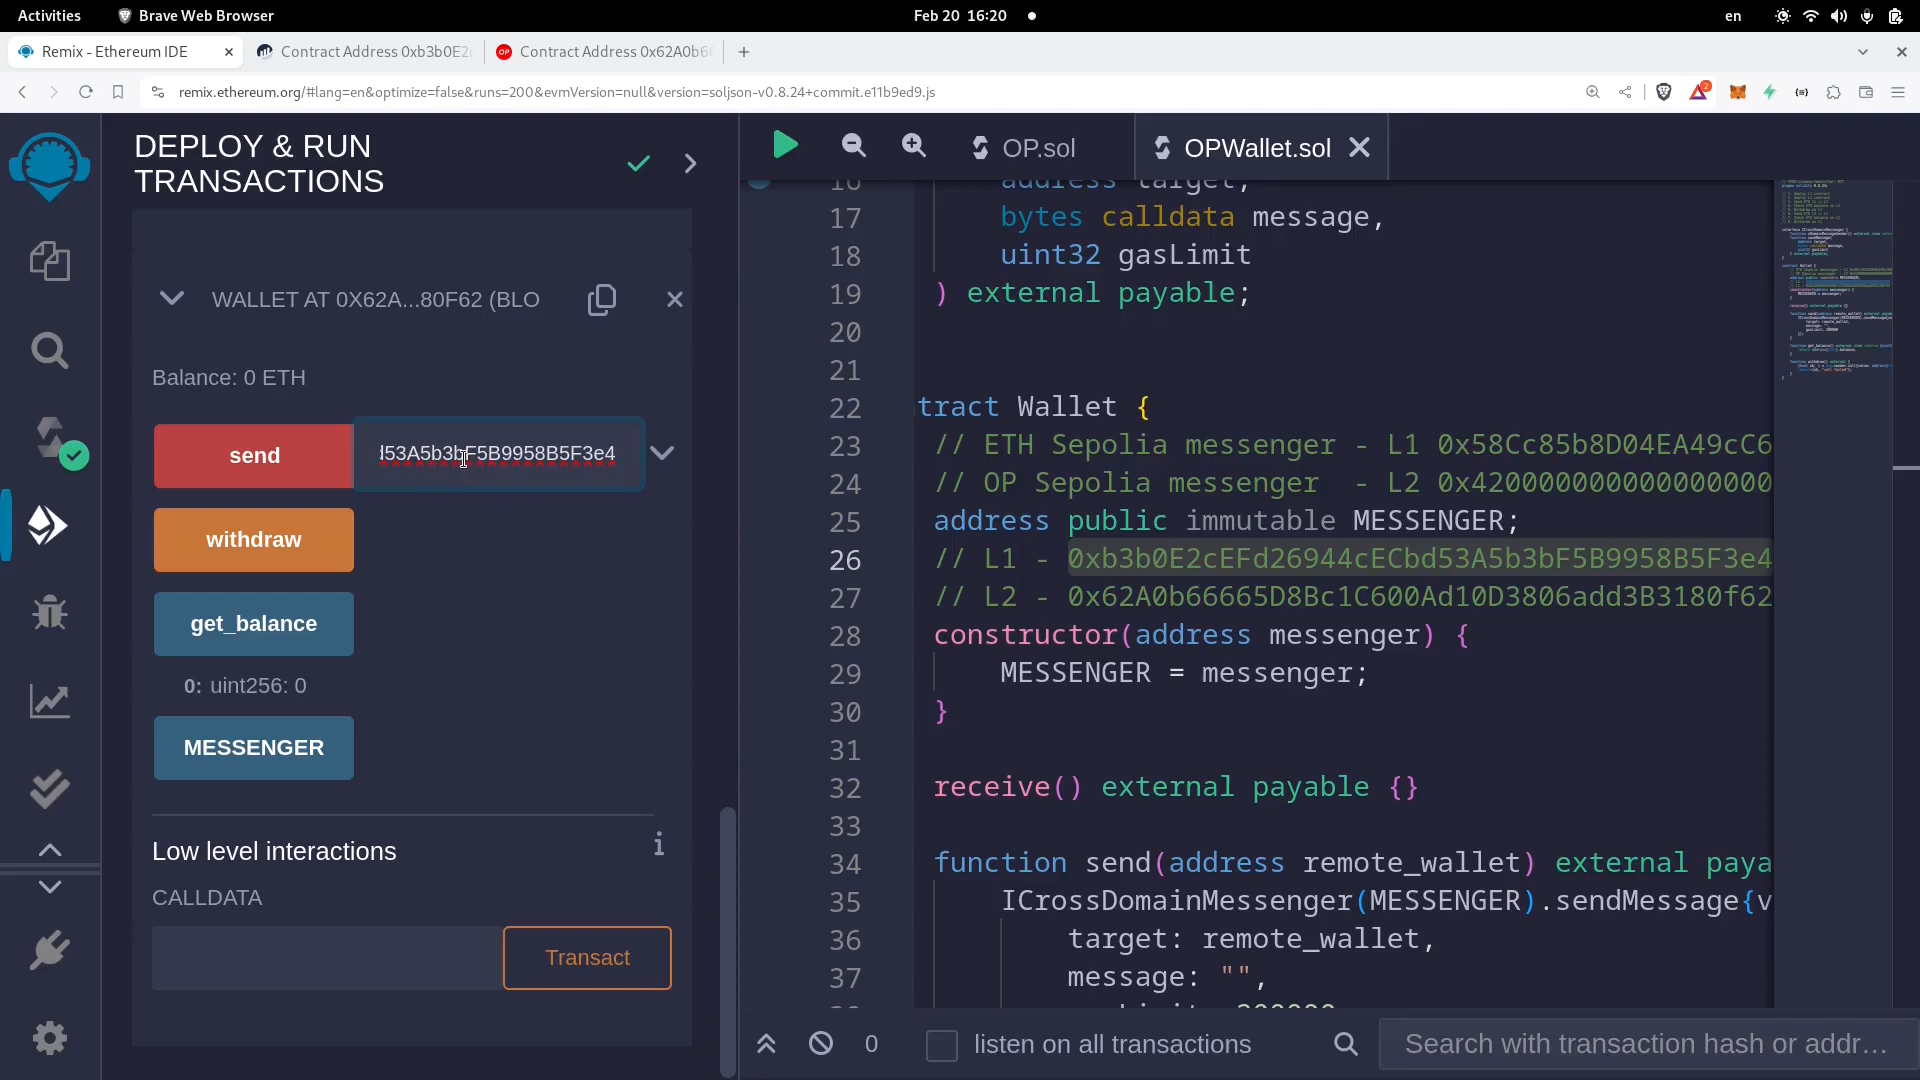 Activities
Brave Web Browser
Feb 20 16:20
en
Remix - Ethereum IDE
Contract Address 0xb3b0E2c
Contract Address 0x62A0b66
remix.ethereum.org/#lang=en&optimize=false&runs=200&evmVersion=null&version=soljson-v0.8.24+commit.e11b9ed9.js
2
DEPLOY & RUN
TRANSACTIONS
WALLET AT 0X62A...80F62 (BLO
Balance: 0 ETH
send
d53A5b3bF5B9958B5F3e4
withdraw
get_balance
0: uint256: 0
MESSENGER
Low level interactions
i
CALLDATA
Transact
OP.sol
OPWallet.sol
16 address target,
17 bytes calldata message,
18 uint32 gasLimit
19 ) external payable;
20
21
22 tract Wallet {
23 // ETH Sepolia messenger - L1 0x58Cc85b8D04EA49cC6
24 // OP Sepolia messenger  - L2 0x420000000000000000
25 address public immutable MESSENGER;
26 // L1 - 0xb3b0E2cEFd26944cECbd53A5b3bF5B9958B5F3e4
27 // L2 - 0x62A0b66665D8Bc1C600Ad10D3806add3B3180f62
28 constructor(address messenger) {
29 MESSENGER = messenger;
30 }
31
32 receive() external payable {}
33
34 function send(address remote_wallet) external paya
35 ICrossDomainMessenger(MESSENGER).sendMessage{v
36 target: remote_wallet,
37 message: "",
0
listen on all transactions
Search with transaction hash or addr…